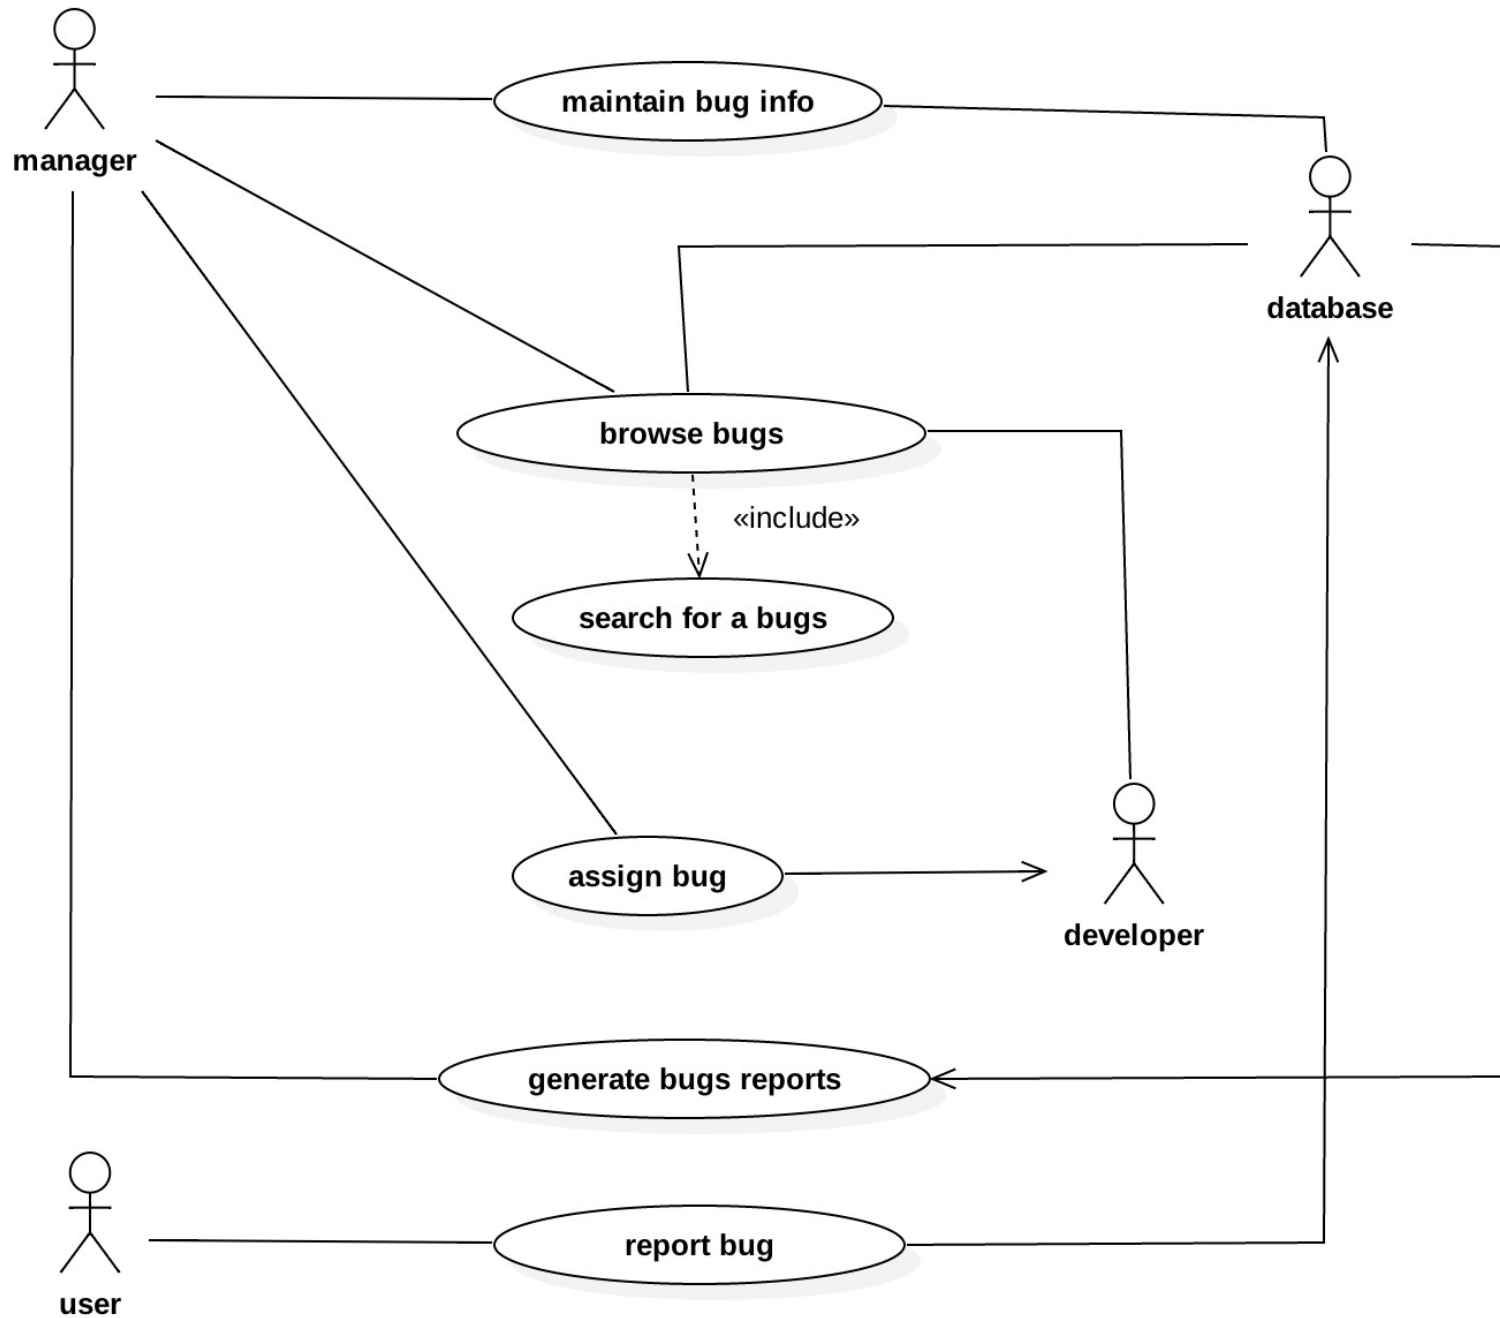 maintain bug info
manager
database
browse bugs
«include»
search for a bugs
assign bug
developer
generate bugs reports
report bug
user